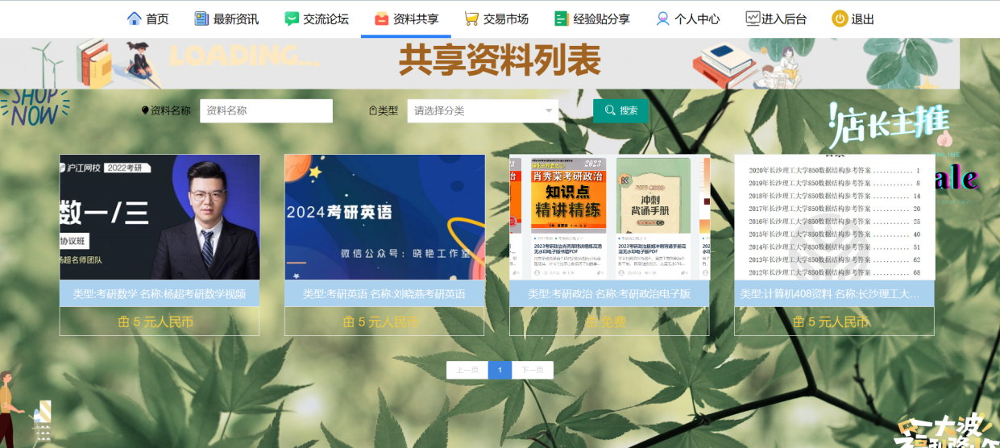 首页 最新资讯 交流论坛 资料共享 交易市场 经验贴分享 个人中心 进入后台 退出
LOADING...
共享资料列表
SHOP
NOW
资料名称 资料名称 类型 请选择分类 搜索
店长主推
ONLINE
ale
沪江网校 2022考研
数一/三
协议班
杨超名师团队
类型:考研数学 名称:杨超考研数学视频
5 元人民币
2024考研英语
微信公众号：晓艳工作室
类型:考研英语 名称:刘晓燕考研英语
5 元人民币
2023
肖秀荣考研政治
知识点
精讲精练
冲刺
背诵手册
类型:考研政治 名称:考研政治电子版
免费
2020年长沙理工大学850数据结构参考答案 1
2019年长沙理工大学850数据结构参考答案 8
2018年长沙理工大学850数据结构参考答案 14
2017年长沙理工大学850数据结构参考答案 20
2016年长沙理工大学850数据结构参考答案 25
2015年长沙理工大学850数据结构参考答案 40
2014年长沙理工大学850数据结构参考答案 51
2013年长沙理工大学850数据结构参考答案 62
2012年长沙理工大学850数据结构参考答案 68
类型:计算机408资料 名称:长沙理工大...
5 元人民币
上一页 1 下一页
一大波